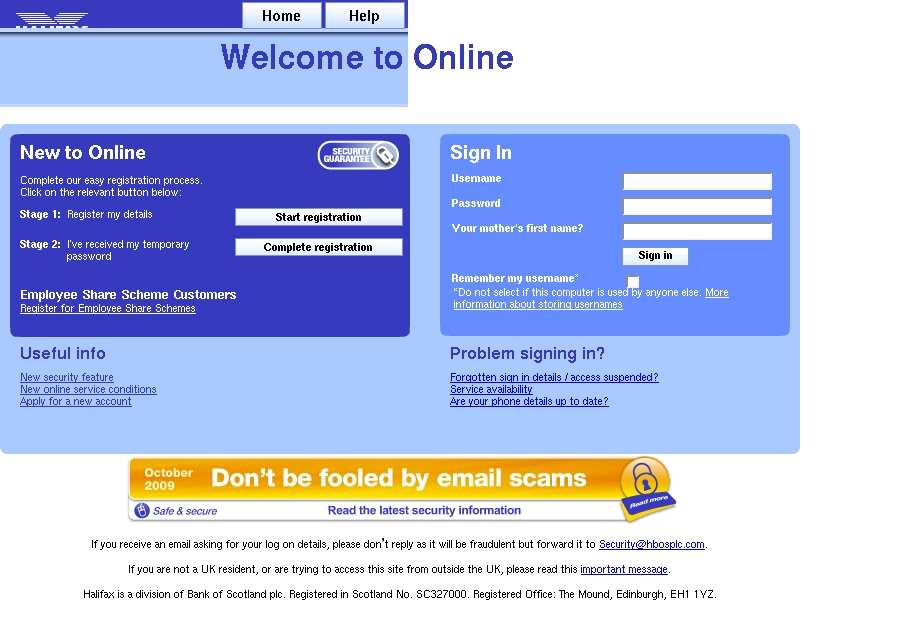 HALIFAX
Home
Help
Welcome to Online
New to Online
SECURITY
GUARANTEE
Complete our easy registration process.
Click on the relevant button below:
Stage 1: Register my details
Start registration
Stage 2: I've received my temporary
password
Complete registration
Employee Share Scheme Customers
Register for Employee Share Schemes
Sign In
Username
Password
Your mother's first name?
Sign in
Remember my username*
*Do not select if this computer is used by anyone else. More
information about storing usernames
Useful info
New security feature
New online service conditions
Apply for a new account
Problem signing in?
Forgotten sign in details / access suspended?
Service availability
Are your phone details up to date?
October
2009
Don't be fooled by email scams
Read more
Safe & secure
Read the latest security information
If you receive an email asking for your log on details, please don't reply as it will be fraudulent but forward it to Security@hbosplc.com.
If you are not a UK resident, or are trying to access this site from outside the UK, please read this important message.
Halifax is a division of Bank of Scotland plc. Registered in Scotland No. SC327000. Registered Office: The Mound, Edinburgh, EH1 1YZ.